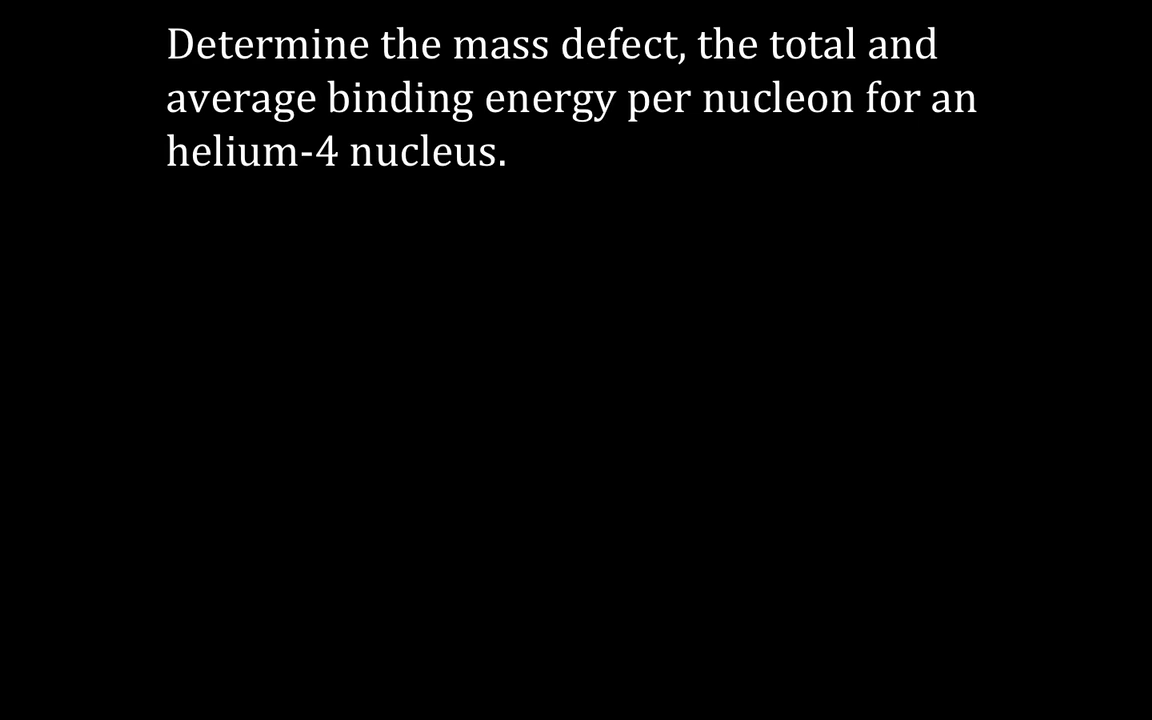 Determine the mass defect, the total and
average binding energy per nucleon for an
helium-4 nucleus.